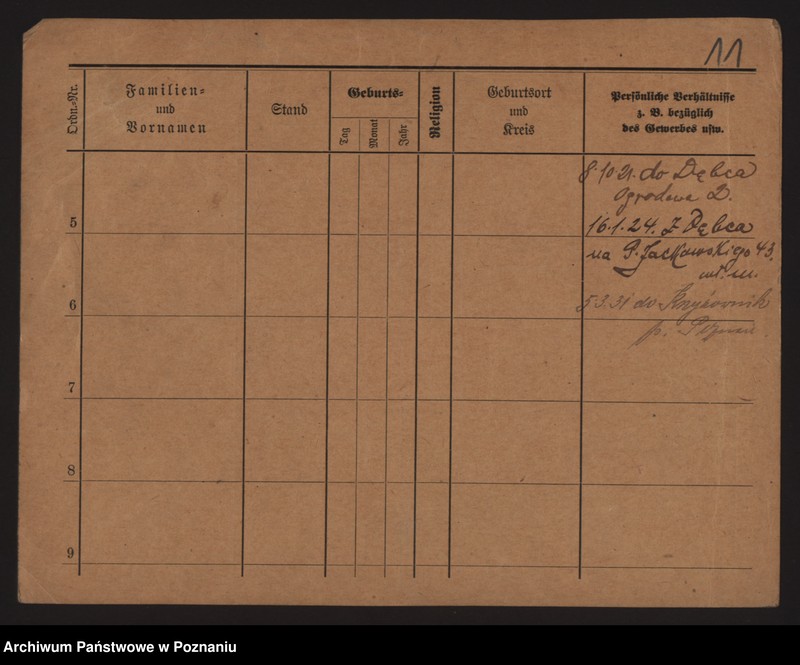 11
Ordn.-Nr.
Familien-
und
Vornamen
Stand
Geburts-
Tag
Monat
Jahr
Religion
Geburtsort
und
Kreis
Persönliche Verhältnisse
z. B. bezüglich
des Gewerbes usw.
8.10 21. do Dębca
Ogrodowa 2.
5
16.1.24. z Dębca
na P. Jackowskiego 43.
wł. m.
6
5 3.31 do Krzyżownik
p. Poznań
7
8
9
Archiwum Państwowe w Poznaniu